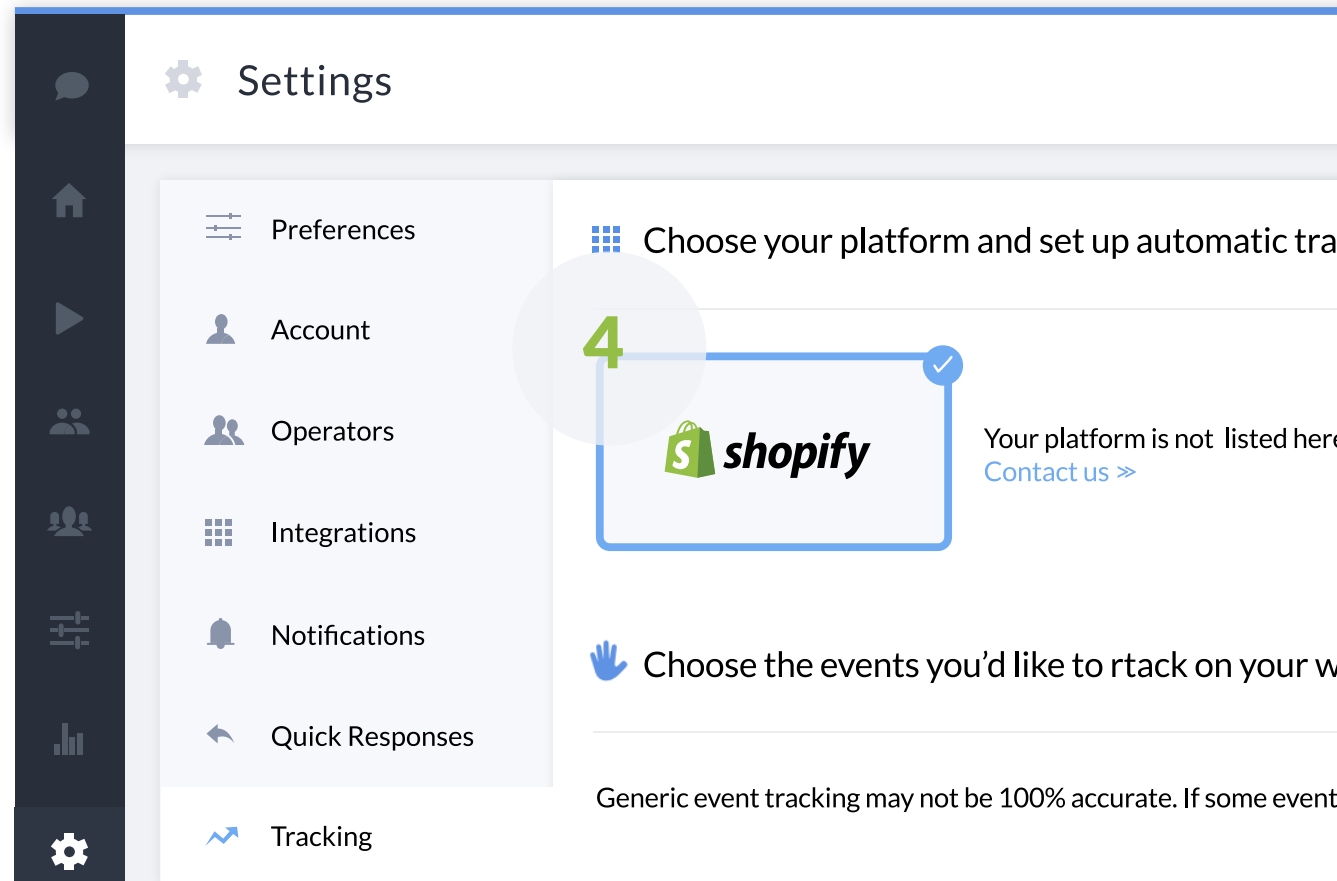 Settings
Preferences
Account
Operators
Integrations
Notifications
Quick Responses
Tracking
Choose your platform and set up automatic tra
4
shopify
Your platform is not listed here
Contact us >>
Choose the events you’d like to rtack on your w
Generic event tracking may not be 100% accurate. If some event